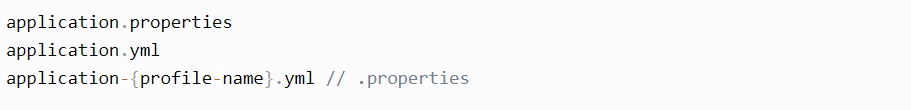 application.properties
application.yml
application-{profile-name}.yml // .properties